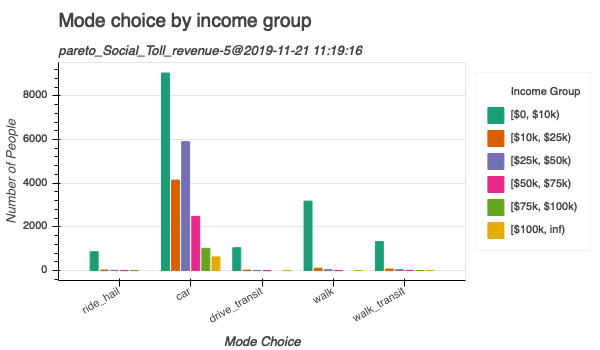 Mode choice by income group
pareto_Social_Toll_revenue-5@2019-11-21 11:19:16
Number of People
8000
6000
4000
2000
0
ride_hail
car
drive_transit
walk
walk_transit
Mode Choice
Income Group
[$0, $10k)
[$10k, $25k)
[$25k, $50k)
[$50k, $75k)
[$75k, $100k)
[$100k, inf)